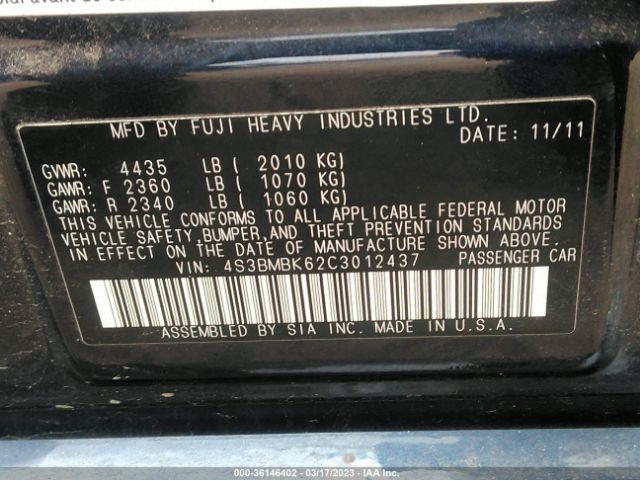 MFD BY FUJI HEAVY INDUSTRIES LTD.
DATE: 11/11
GVWR: 4435 LB ( 2010 KG)
GAWR: F 2360 LB ( 1070 KG)
GAWR: R 2340 LB ( 1060 KG)
THIS VEHICLE CONFORMS TO ALL APPLICABLE FEDERAL MOTOR
VEHICLE SAFETY, BUMPER, AND THEFT PREVENTION STANDARDS
IN EFFECT ON THE DATE OF MANUFACTURE SHOWN ABOVE.
VIN: 4S3BMBK62C3012437 PASSENGER CAR
ASSEMBLED BY SIA INC. MADE IN U.S.A.
000-36146402 - 03/17/2023 - IAA Inc.